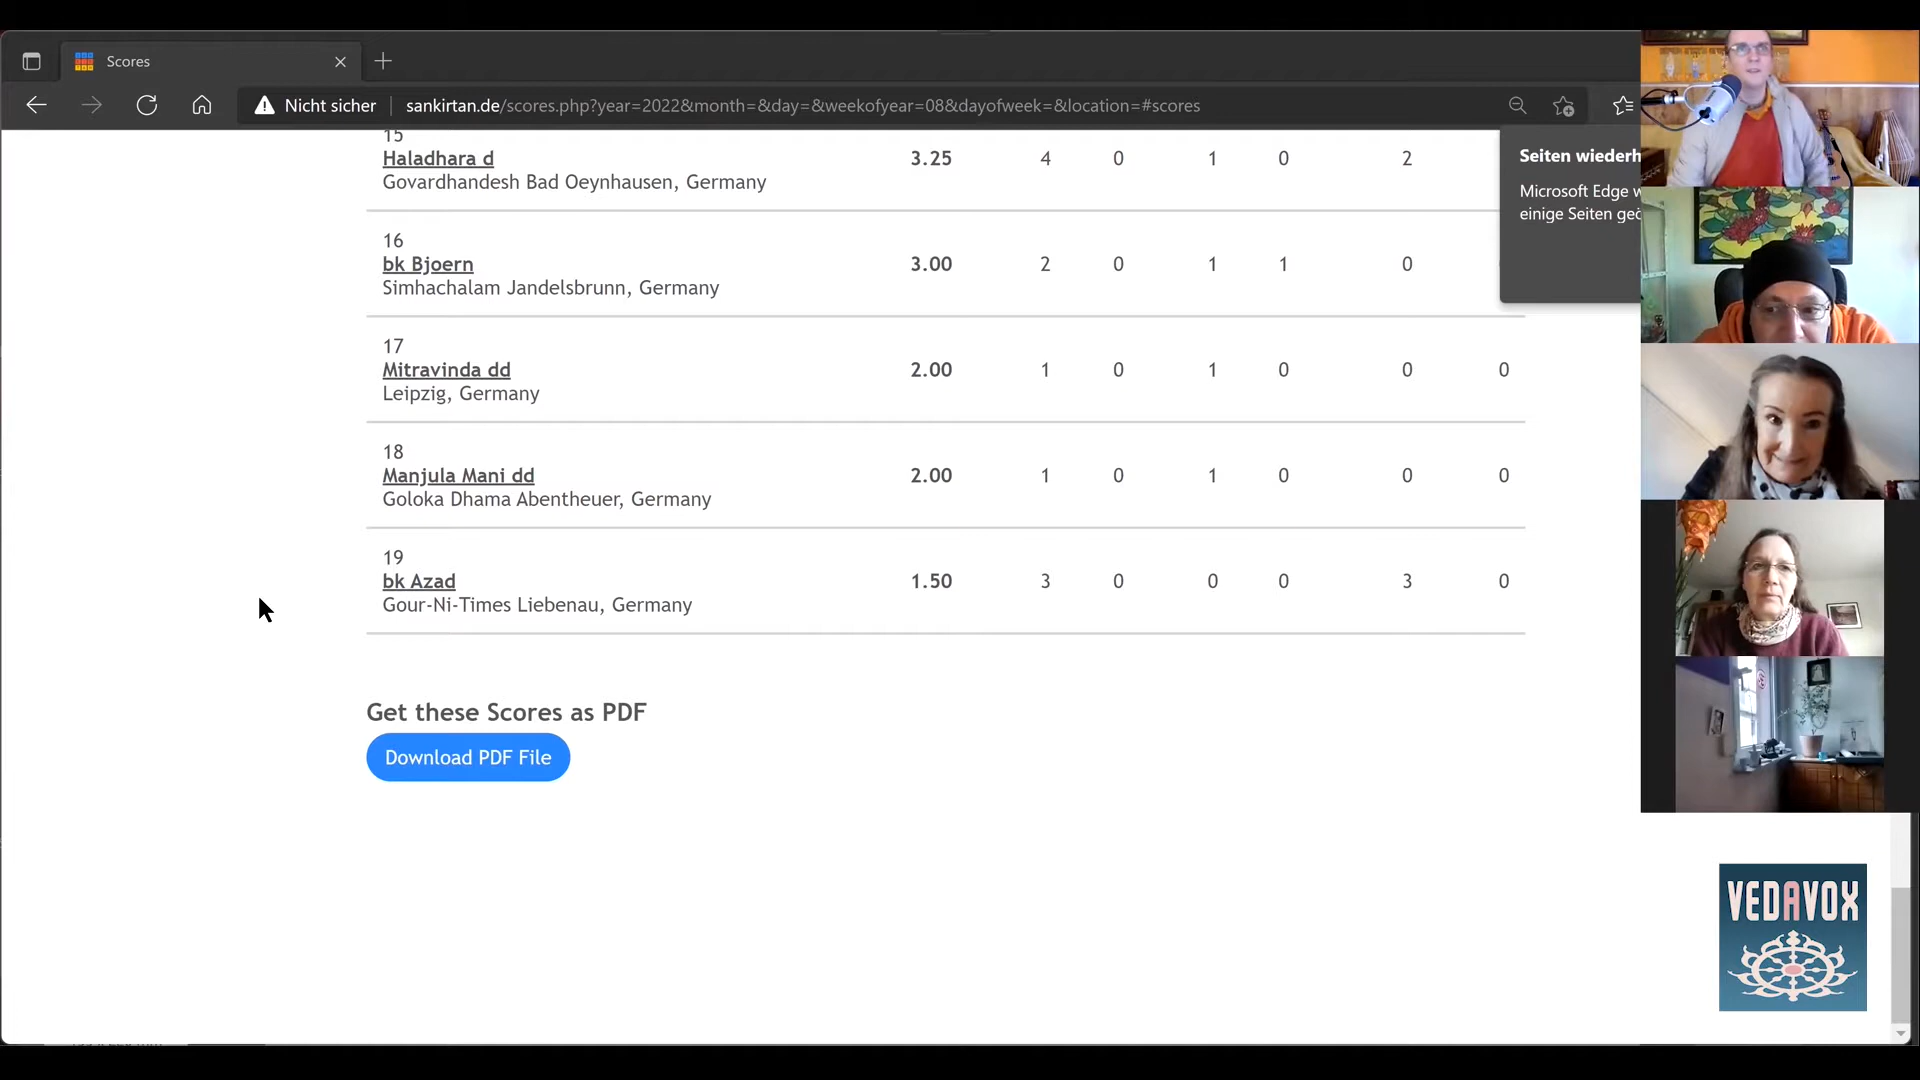 Scores
Nicht sicher
sankirtan.de/scores.php?year=2022&month=&day=&weekofyear=08&dayofweek=&location=#scores
15
Haladhara d 3.25 4 0 1 0 2
Govardhandesh Bad Oeynhausen, Germany
Seiten wiederh
Microsoft Edge w
einige Seiten geö
16
bk Bjoern 3.00 2 0 1 1 0
Simhachalam Jandelsbrunn, Germany
17
Mitravinda dd 2.00 1 0 1 0 0 0
Leipzig, Germany
18
Manjula Mani dd 2.00 1 0 1 0 0 0
Goloka Dhama Abentheuer, Germany
19
bk Azad 1.50 3 0 0 0 3 0
Gour-Ni-Times Liebenau, Germany
Get these Scores as PDF
Download PDF File
VEDAVOX